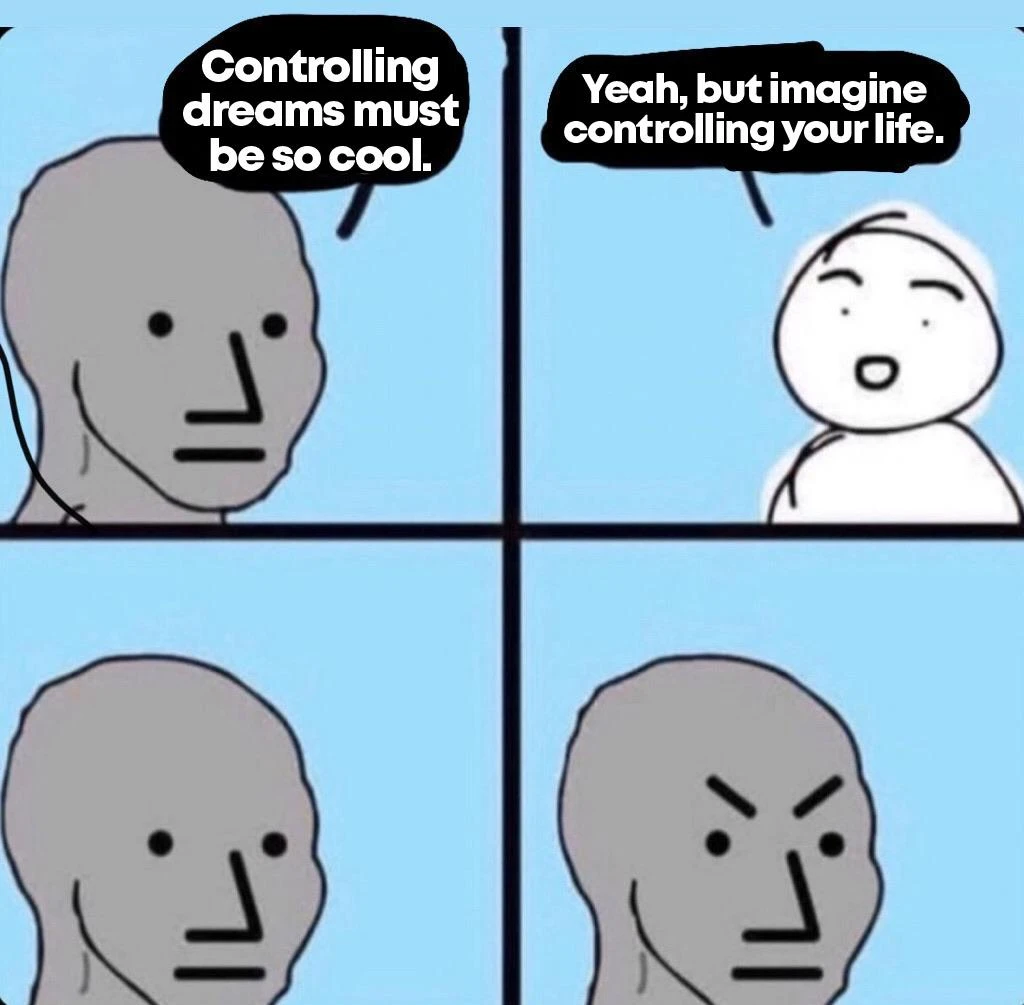 Controlling
dreams must
be so cool.
Yeah, but imagine
controlling your life.